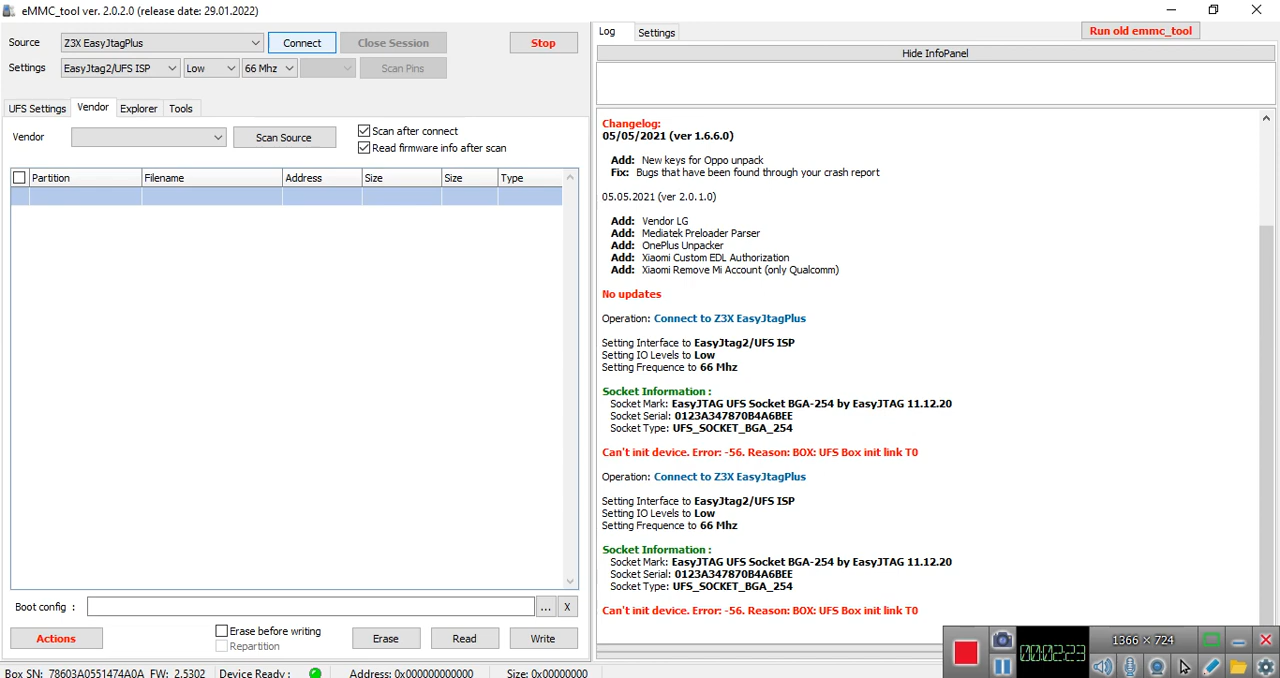 eMMC_tool ver. 2.0.2.0 (release date: 29.01.2022)
Source Z3X EasyJtagPlus Connect Close Session Stop
Settings EasyJtag2/UFS ISP Low 66 Mhz Scan Pins
UFS Settings Vendor Explorer Tools
Vendor Scan Source
Scan after connect
Read firmware info after scan
Partition Filename Address Size Size Type
Boot config : ... X
Actions
Erase before writing
Repartition
Erase Read Write
Box SN: 78603A0551474A0A FW: 2.5302 Device Ready : Address: 0x000000000000 Size: 0x00000000
Log Settings Run old emmc_tool
Hide InfoPanel
Changelog:
05/05/2021 (ver 1.6.6.0)
Add: New keys for Oppo unpack
Fix: Bugs that have been found through your crash report
05.05.2021 (ver 2.0.1.0)
Add: Vendor LG
Add: Mediatek Preloader Parser
Add: OnePlus Unpacker
Add: Xiaomi Custom EDL Authorization
Add: Xiaomi Remove Mi Account (only Qualcomm)
No updates
Operation: Connect to Z3X EasyJtagPlus
Setting Interface to EasyJtag2/UFS ISP
Setting IO Levels to Low
Setting Frequence to 66 Mhz
Socket Information :
Socket Mark: EasyJTAG UFS Socket BGA-254 by EasyJTAG 11.12.20
Socket Serial: 0123A347870B4A6BEE
Socket Type: UFS_SOCKET_BGA_254
Can't init device. Error: -56. Reason: BOX: UFS Box init link T0
Operation: Connect to Z3X EasyJtagPlus
Setting Interface to EasyJtag2/UFS ISP
Setting IO Levels to Low
Setting Frequence to 66 Mhz
Socket Information :
Socket Mark: EasyJTAG UFS Socket BGA-254 by EasyJTAG 11.12.20
Socket Serial: 0123A347870B4A6BEE
Socket Type: UFS_SOCKET_BGA_254
Can't init device. Error: -56. Reason: BOX: UFS Box init link T0
00:02:23
1366 × 724